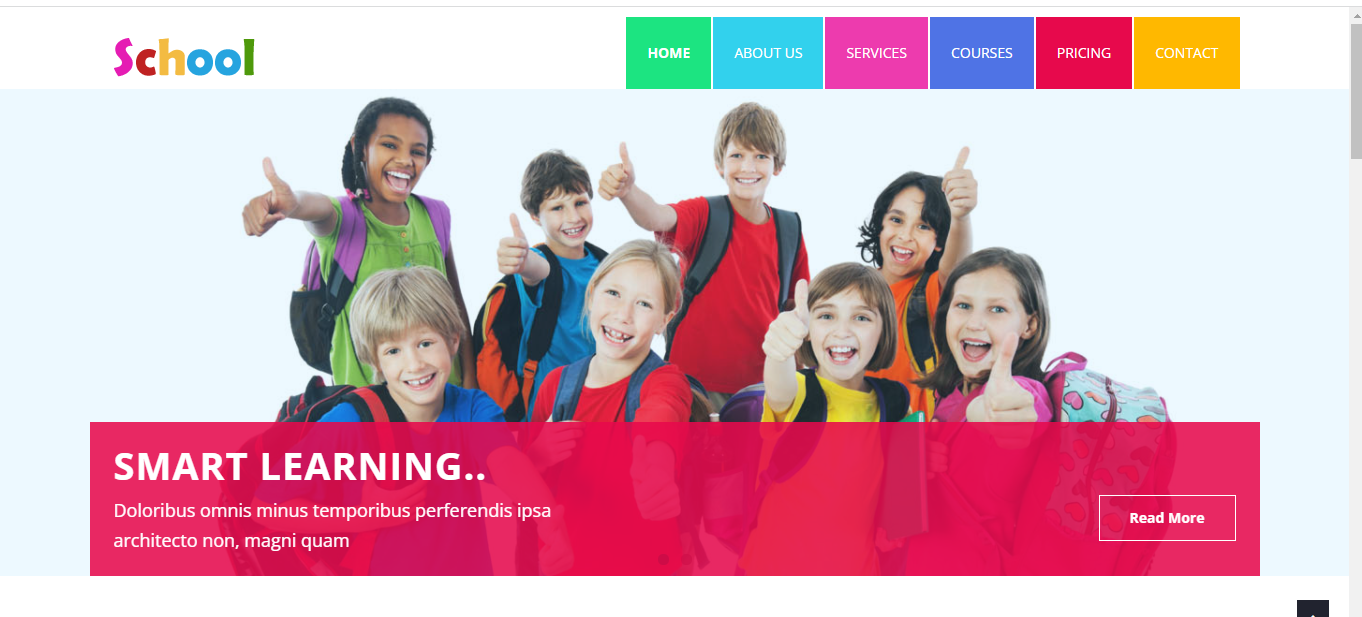 School
HOME
ABOUT US
SERVICES
COURSES
PRICING
CONTACT
SMART LEARNING..
Doloribus omnis minus temporibus perferendis ipsa
architecto non, magni quam
Read More